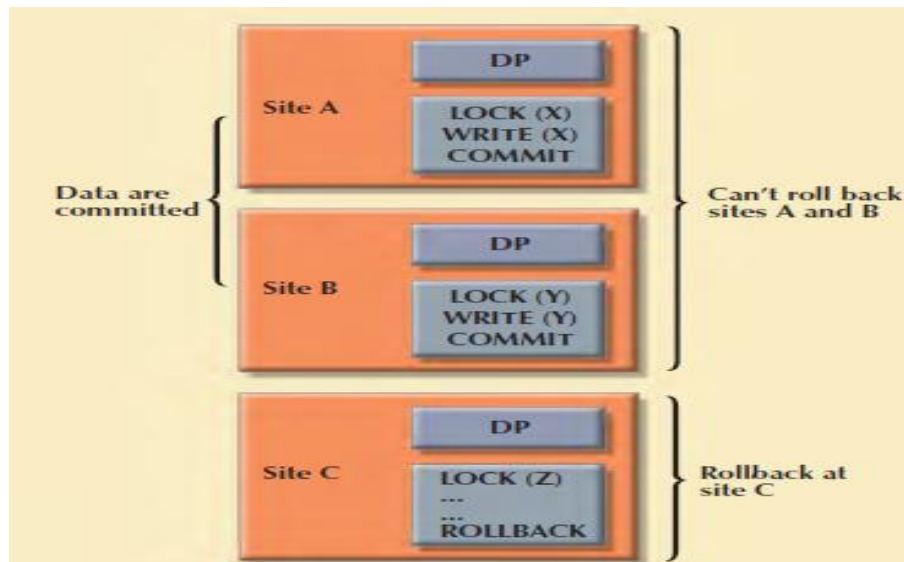 DP
Site A
LOCK (X)
WRITE (X)
COMMIT
Data are
committed
Can't roll back
sites A and B
DP
Site B
LOCK (Y)
WRITE (Y)
COMMIT
DP
Site C
LOCK (Z)
...
...
ROLLBACK
Rollback at
site C